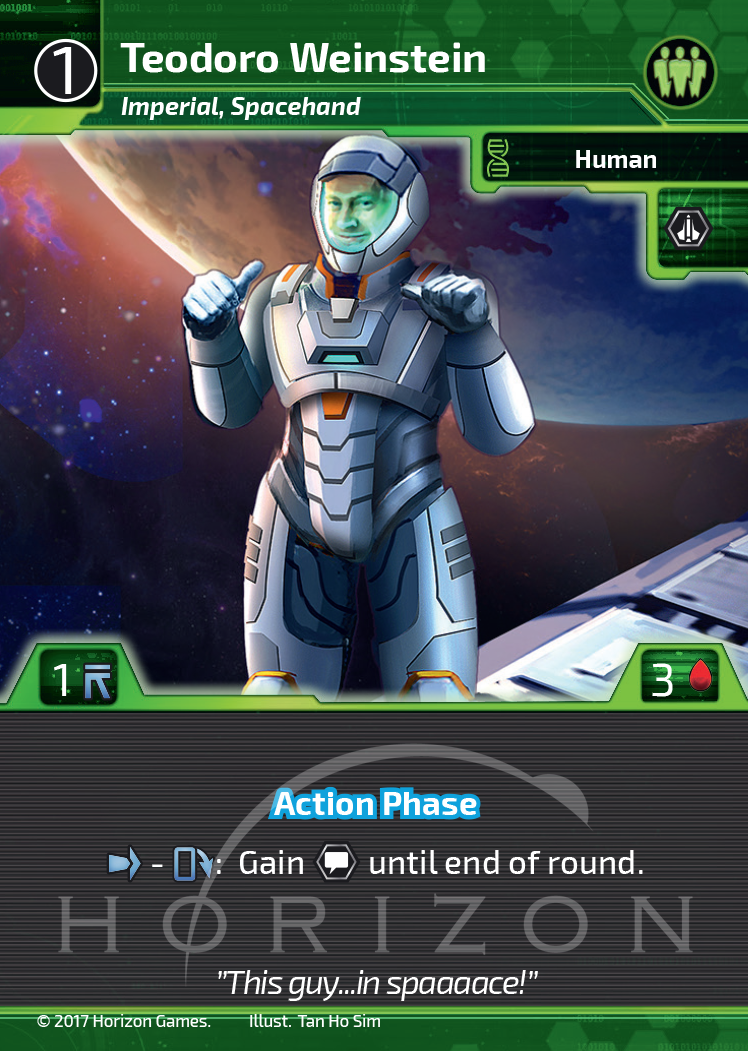 1
Teodoro Weinstein
Imperial, Spacehand
Human
1
3
Action Phase
- : Gain until end of round.
HORIZON
"This guy...in spaaaace!"
© 2017 Horizon Games. Illust. Tan Ho Sim